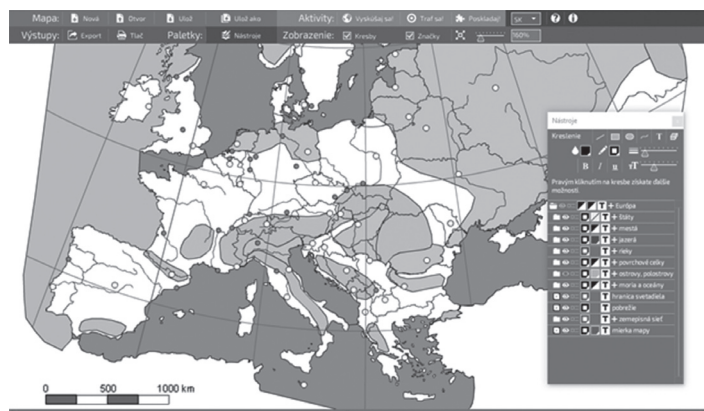 Mapa: Nová Otvor Ulož Ulož ako Aktivity: Vyskúšaj sa! Traf sa! Poskladaj! SK
Výstupy: Export Tlač Paletky: Nástroje Zobrazenie: Kresby Značky 160%
Nástroje
Kreslenie T
B I u T
Pravým kliknutím na kresbe získate ďalšie
možnosti
T + Európa
T + štáty
T + mestá
T + jazerá
T + rieky
T + povrchové celky
T + ostrovy, polostrovy
T + moria a oceány
T hranica svetadiela
T pobrežie
T + zemepisná sieť
T mierka mapy
0 500 1000 km